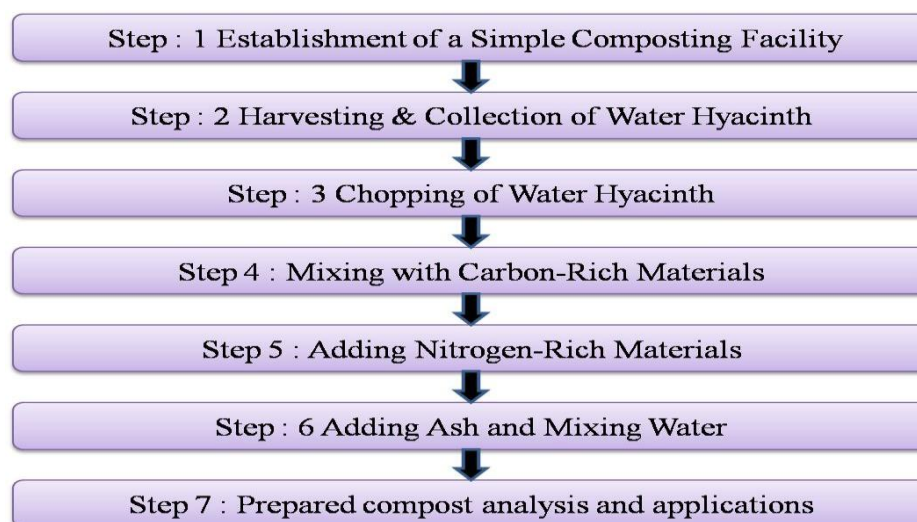 Step : 1 Establishment of a Simple Composting Facility
Step : 2 Harvesting & Collection of Water Hyacinth
Step : 3 Chopping of Water Hyacinth
Step 4 : Mixing with Carbon-Rich Materials
Step 5 : Adding Nitrogen-Rich Materials
Step : 6 Adding Ash and Mixing Water
Step 7 : Prepared compost analysis and applications